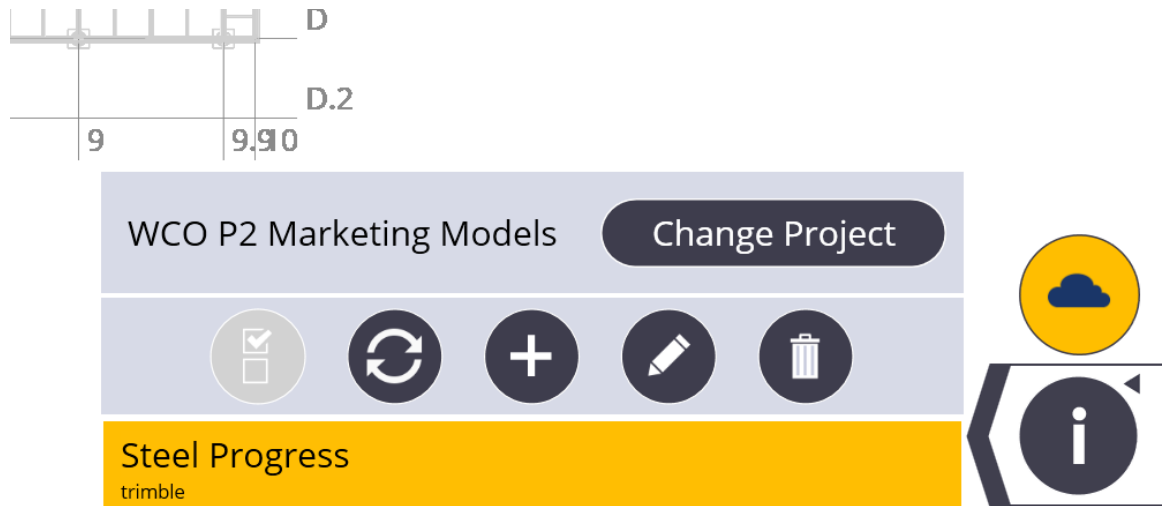 D
D.2
9 9.9 10
WCO P2 Marketing Models Change Project
Steel Progress
trimble
i